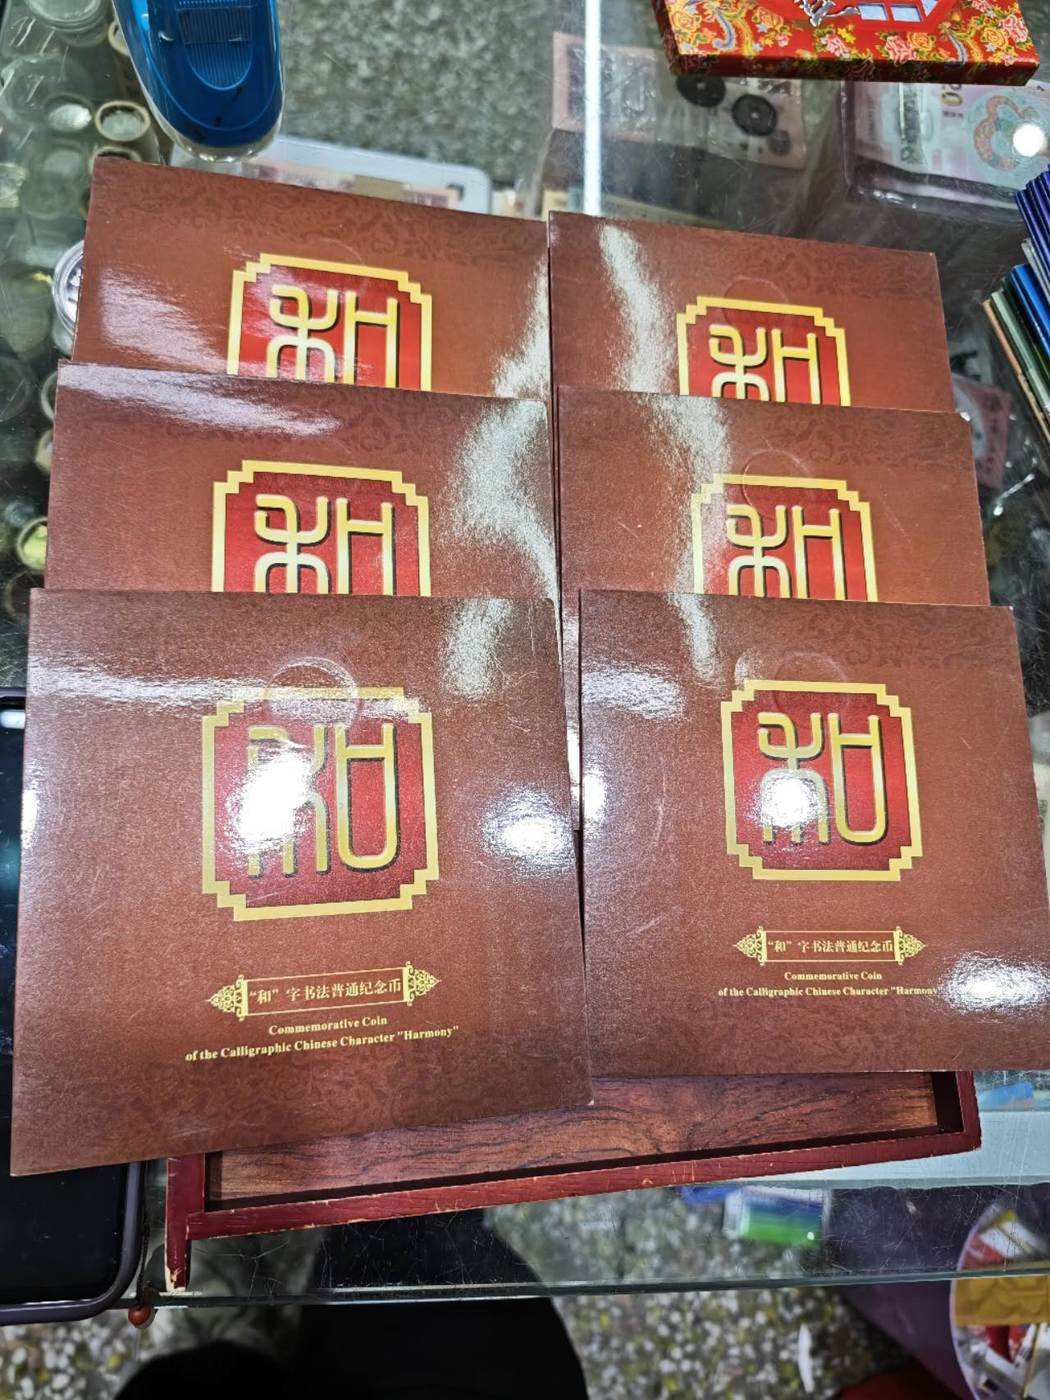 和
和
和
和
和
"和"字书法普通纪念币
Commemorative Coin
of the Calligraphic Chinese Character "Harmony"
和
"和"字书法普通纪念币
Commemorative Coin
of the Calligraphic Chinese Character "Harmony